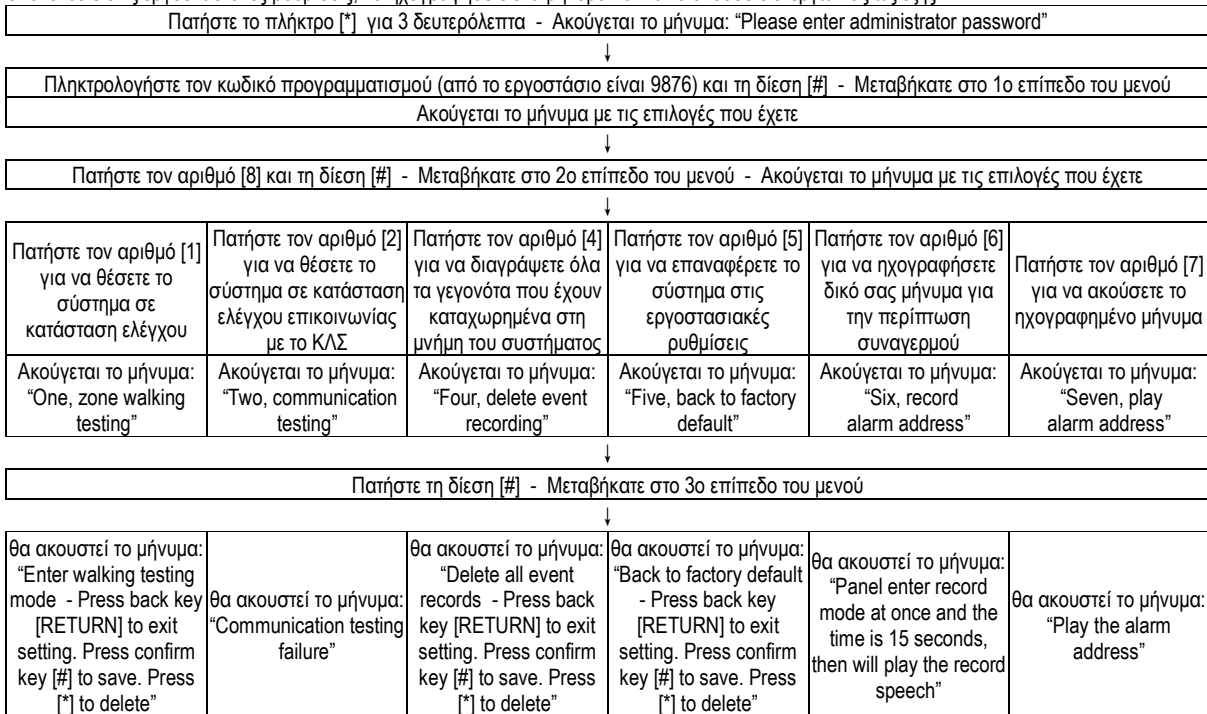 Πατήστε το πλήκτρο [*] για 3 δευτερόλεπτα - Ακούγεται το μήνυμα: “Please enter administrator password”
↓
Πληκτρολογήστε τον κωδικό προγραμματισμού (από το εργοστάσιο είναι 9876) και τη δίεση [#] - Μεταβήκατε στο 1ο επίπεδο του μενού
Ακούγεται το μήνυμα με τις επιλογές που έχετε
↓
Πατήστε τον αριθμό [8] και τη δίεση [#] - Μεταβήκατε στο 2ο επίπεδο του μενού - Ακούγεται το μήνυμα με τις επιλογές που έχετε
↓
Πατήστε τον αριθμό [1]
για να θέσετε το
σύστημα σε
κατάσταση ελέγχου
Πατήστε τον αριθμό [2]
για να θέσετε το
σύστημα σε κατάσταση
ελέγχου επικοινωνίας
με το ΚΛΣ
Πατήστε τον αριθμό [4]
για να διαγράψετε όλα
τα γεγονότα που έχουν
καταχωρημένα στη
μνήμη του συστήματος
Πατήστε τον αριθμό [5]
για να επαναφέρετε το
σύστημα στις
εργοστασιακές
ρυθμίσεις
Πατήστε τον αριθμό [6]
για να ηχογραφήσετε
δικό σας μήνυμα για
την περίπτωση
συναγερμού
Πατήστε τον αριθμό [7]
για να ακούσετε το
ηχογραφημένο μήνυμα
Ακούγεται το μήνυμα:
“One, zone walking
testing”
Ακούγεται το μήνυμα:
“Two, communication
testing”
Ακούγεται το μήνυμα:
“Four, delete event
recording”
Ακούγεται το μήνυμα:
“Five, back to factory
default”
Ακούγεται το μήνυμα:
“Six, record
alarm address”
Ακούγεται το μήνυμα:
“Seven, play
alarm address”
↓
Πατήστε τη δίεση [#] - Μεταβήκατε στο 3ο επίπεδο του μενού
↓
θα ακουστεί το μήνυμα:
“Enter walking testing
mode - Press back key
[RETURN] to exit
setting. Press confirm
key [#] to save. Press
[*] to delete”
θα ακουστεί το μήνυμα:
“Communication testing
failure”
θα ακουστεί το μήνυμα:
“Delete all event
records - Press back
key [RETURN] to exit
setting. Press confirm
key [#] to save. Press
[*] to delete”
θα ακουστεί το μήνυμα:
“Back to factory default
- Press back key
[RETURN] to exit
setting. Press confirm
key [#] to save. Press
[*] to delete”
θα ακουστεί το μήνυμα:
“Panel enter record
mode at once and the
time is 15 seconds,
then will play the record
speech”
θα ακουστεί το μήνυμα:
“Play the alarm
address”